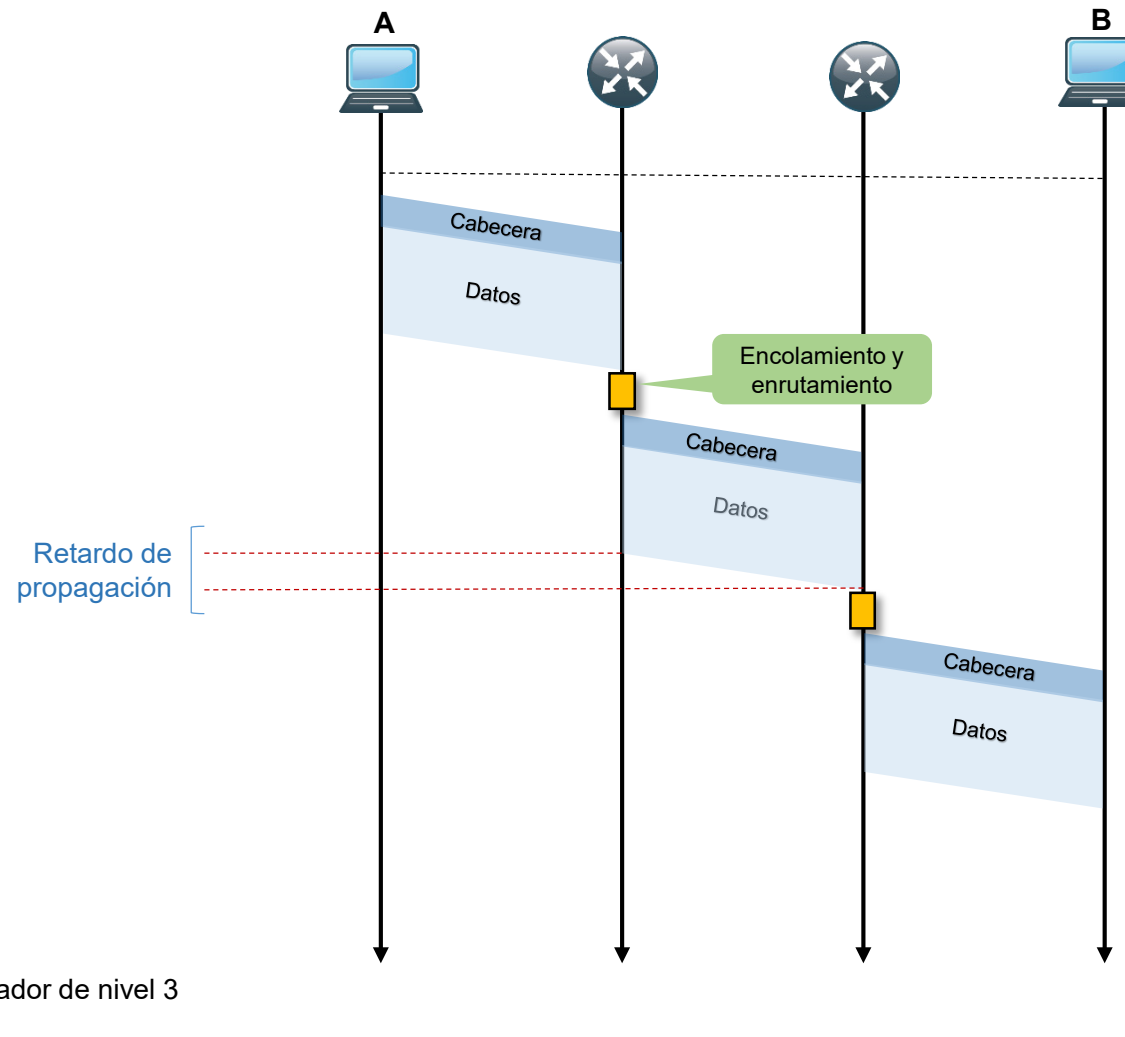 A
B
Cabecera
Datos
Encolamiento y
enrutamiento
Cabecera
Datos
Retardo de
propagación
Cabecera
Datos
ador de nivel 3